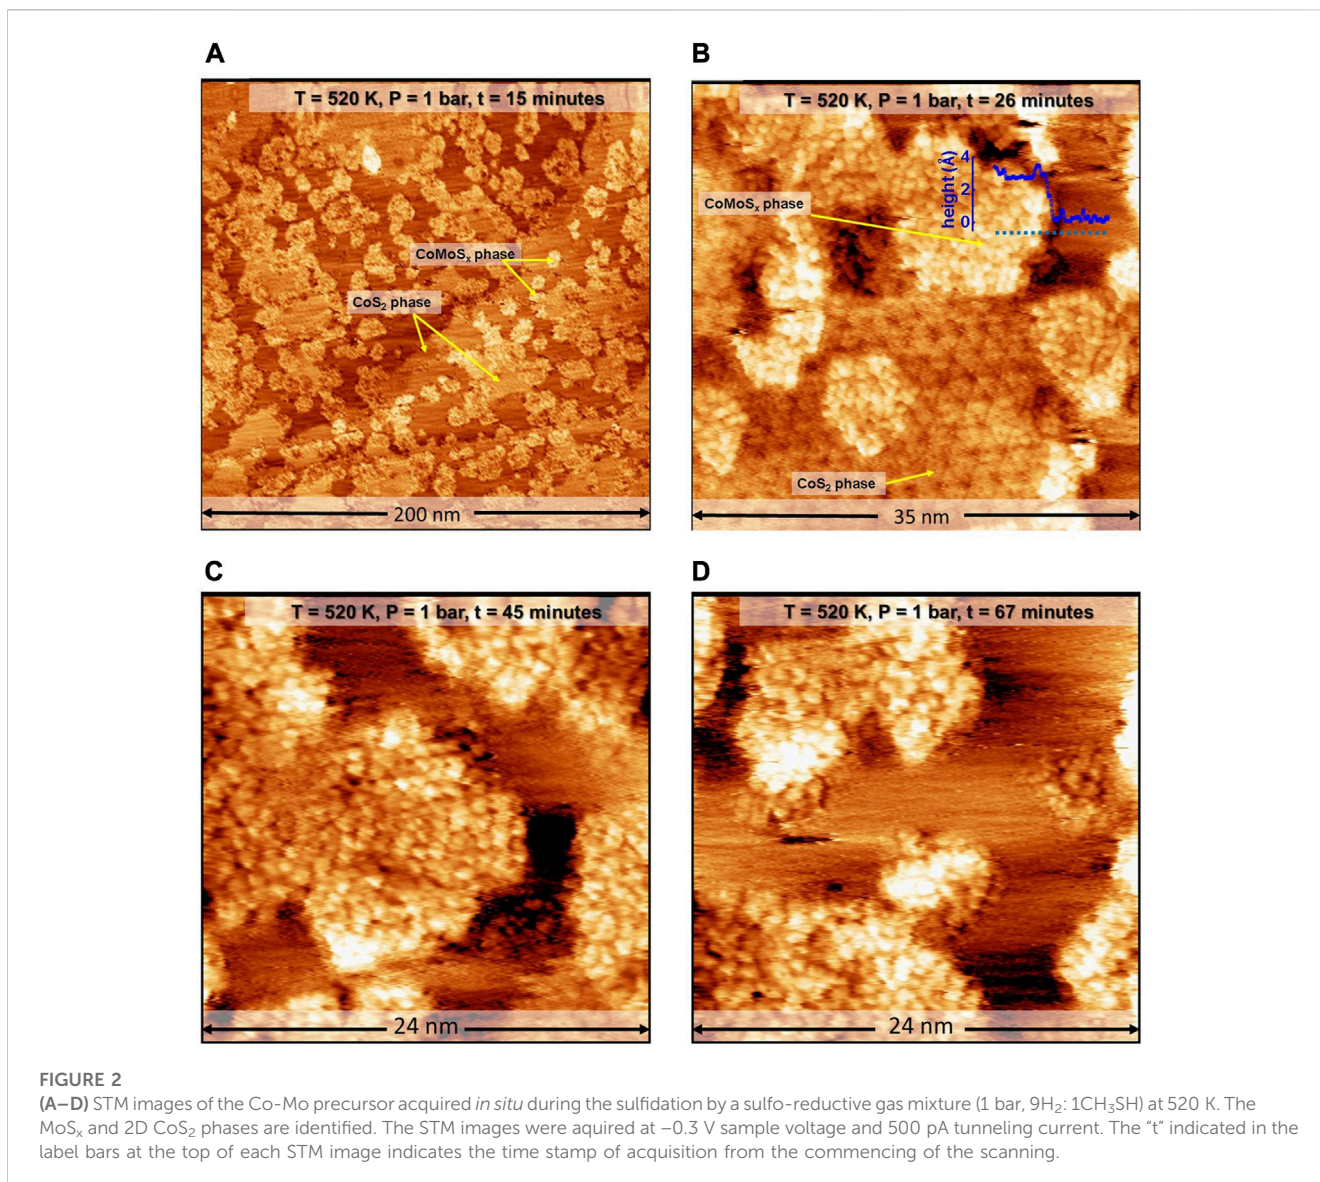 A
T = 520 K, P = 1 bar, t = 15 minutes
CoMoSₓ phase
CoS₂ phase
200 nm
B
T = 520 K, P = 1 bar, t = 26 minutes
height (Å)
4
2
0
CoMoSₓ phase
CoS₂ phase
35 nm
C
T = 520 K, P = 1 bar, t = 45 minutes
24 nm
D
T = 520 K, P = 1 bar, t = 67 minutes
24 nm
FIGURE 2
(A–D) STM images of the Co-Mo precursor acquired in situ during the sulfidation by a sulfo-reductive gas mixture (1 bar, 9H₂: 1CH₃SH) at 520 K. The
MoSₓ and 2D CoS₂ phases are identified. The STM images were aquired at −0.3 V sample voltage and 500 pA tunneling current. The “t” indicated in the
label bars at the top of each STM image indicates the time stamp of acquisition from the commencing of the scanning.